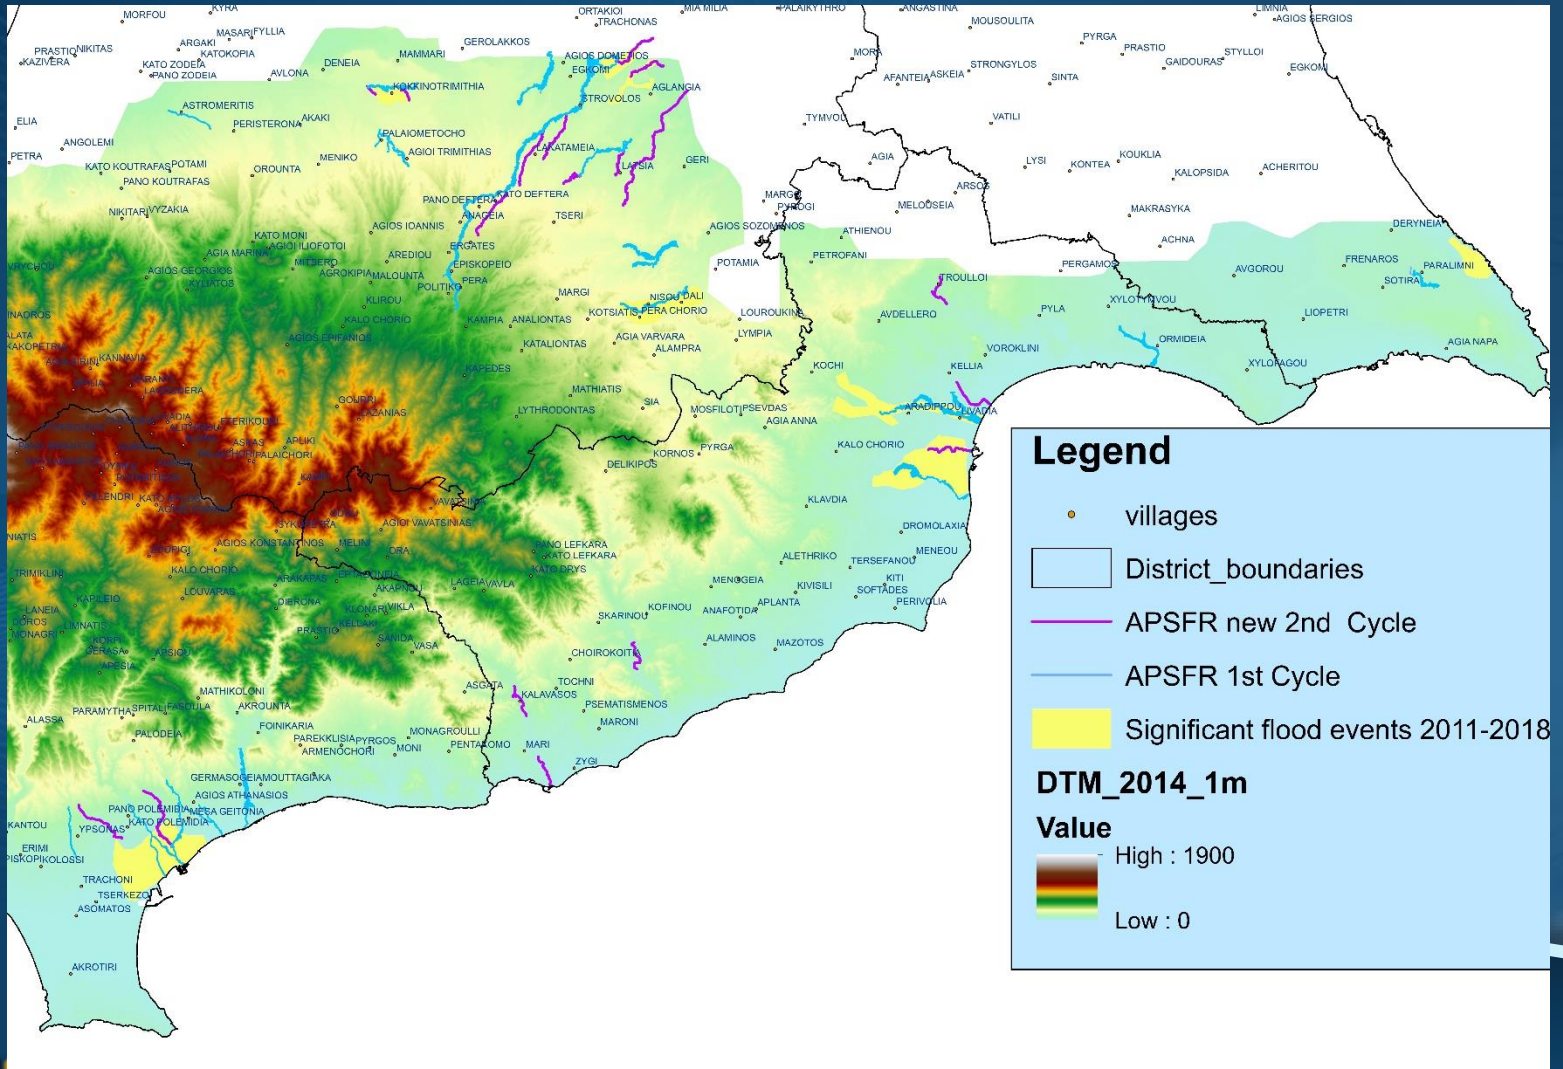 MORFOU
KYRA
ORTAKIOI
TRACHONAS
MIA MILIA
PALAIKYTHRO
ANGASTINA
MOUSOULITA
LIMNIA
AGIOS SERGIOS
PRASTIO
NIKITAS
KAZIVERA
ARGAKI
MASARI
FYLLIA
KATOKOPIA
KATO ZODEIA
PANO ZODEIA
AVLONA
DENEIA
MAMMARI
GEROLAKKOS
AGIOS DOMETIOS
EGKOMI
MORA
AFANTEIA
ASKEIA
STRONGYLOS
PYRGA
PRASTIO
GAIDOURAS
STYLLOI
EGKOMI
SINTA
ASTROMERITIS
KOKKINOTRIMITHIA
STROVOLOS
AGLANGIA
ELIA
ANGOLEMI
PERISTERONA
AKAKI
PALAIOMETOCHO
TYMVOU
VATILI
PETRA
KATO KOUTRAFAS
POTAMI
PANO KOUTRAFAS
OROUNTA
MENIKO
AGIOI TRIMITHIAS
LAKATAMEIA
LATSIA
GERI
AGIA
LYSI
KONTEA
KOUKLIA
KALOPSIDA
ACHERITOU
NIKITARI
VYZAKIA
PANO DEFTERA
KATO DEFTERA
ANAGEIA
TSERI
MARGO
PYROGI
MELOUSEIA
ARSOS
MAKRASYKA
KATO MONI
AGIOI ILIOFOTOI
AGIOS IOANNIS
AGIOS SOZOMENOS
ATHIENOU
ACHNA
DERYNEIA
AGIA MARINA
MITSERO
AREDIOU
ERGATES
EPISKOPEIO
POTAMIA
PETROFANI
PERGAMOS
AVGOROU
FRENAROS
PARALIMNI
AGIOS GEORGIOS
XYLIATOS
AGROKIPIA
MALOUNTA
POLITIKO
PERA
MARGI
NISOU
DALI
TROULLOI
SOTIRA
KLIRDU
KALO CHORIO
KAMPIA
ANALIONTAS
KOTSIATIS
PERA CHORIO
LOUROUKINA
AVDELLERO
PYLA
XYLOTYMVOU
LIOPETRI
AGIOS EPIFANIOS
KATALIONTAS
AGIA VARVARA
ALAMPRA
LYMPIA
VOROKLINI
ORMIDEIA
AGIA NAPA
KANNAVIA
KAPEDES
KOCHI
KELLIA
XYLOFAGOU
GOURRI
LAZANIAS
LYTHRODONTAS
MATHIATIS
SIA
MOSFILOTI
PSEVDAS
AGIA ANNA
ARADIPPOU
LIVADIA
APLIKI
PALAICHORI
DELIKIPOS
KORNOS
PYRGA
KALO CHORIO
VAVATSINIA
KLAVDIA
AGIOI VAVATSINIAS
DROMOLAXIA
AGIOS KONSTANTINOS
MELINI
ORA
PANO LEFKARA
KATO LEFKARA
KATO DRYS
ALETHRIKO
TERSEFANOU
MENEOU
TRIMIKLINI
KALO CHORIO
ARAKAPAS
EPTAGONEIA
AKAPNOU
LAGEIA
VAVLA
MENOGEIA
KIVISILI
KITI
SOFTADES
PERIVOLIA
LANEIA
DOROS
MONAGRI
KAPILEIO
LIMNATIS
LOUVARAS
DIERONA
KLONARI
VIKLA
KELLAKI
PRASTIO
SANIDA
VASA
SKARINOU
KOFINOU
ANAFOTIDA
APLANTA
ALAMINOS
MAZOTOS
KORFI
GERASA
APESIA
APSIOU
CHOIROKOITIA
MATHIKOLONI
ASGATA
TOCHNI
KALAVASOS
PSEMATISMENOS
MARONI
ALASSA
PARAMYTHA
SPITALI
FASOULA
AKROUNTA
FOINIKARIA
PALODEIA
PAREKKLISIA
PYRGOS
ARMENOCHORI
MONI
MONAGROULLI
PENTAKOMO
MARI
ZYGI
GERMASOGEIA
MOUTTAGIAKA
AGIOS ATHANASIOS
PANO POLEMIDIA
MESA GEITONIA
KATO POLEMIDIA
KANTOU
YPSONAS
ERIMI
KOLOSSI
TRACHONI
TSERKEZO
ASOMATOS
AKROTIRI
Legend
villages
District_boundaries
APSFR new 2nd Cycle
APSFR 1st Cycle
Significant flood events 2011-2018
DTM_2014_1m
Value
High : 1900
Low : 0